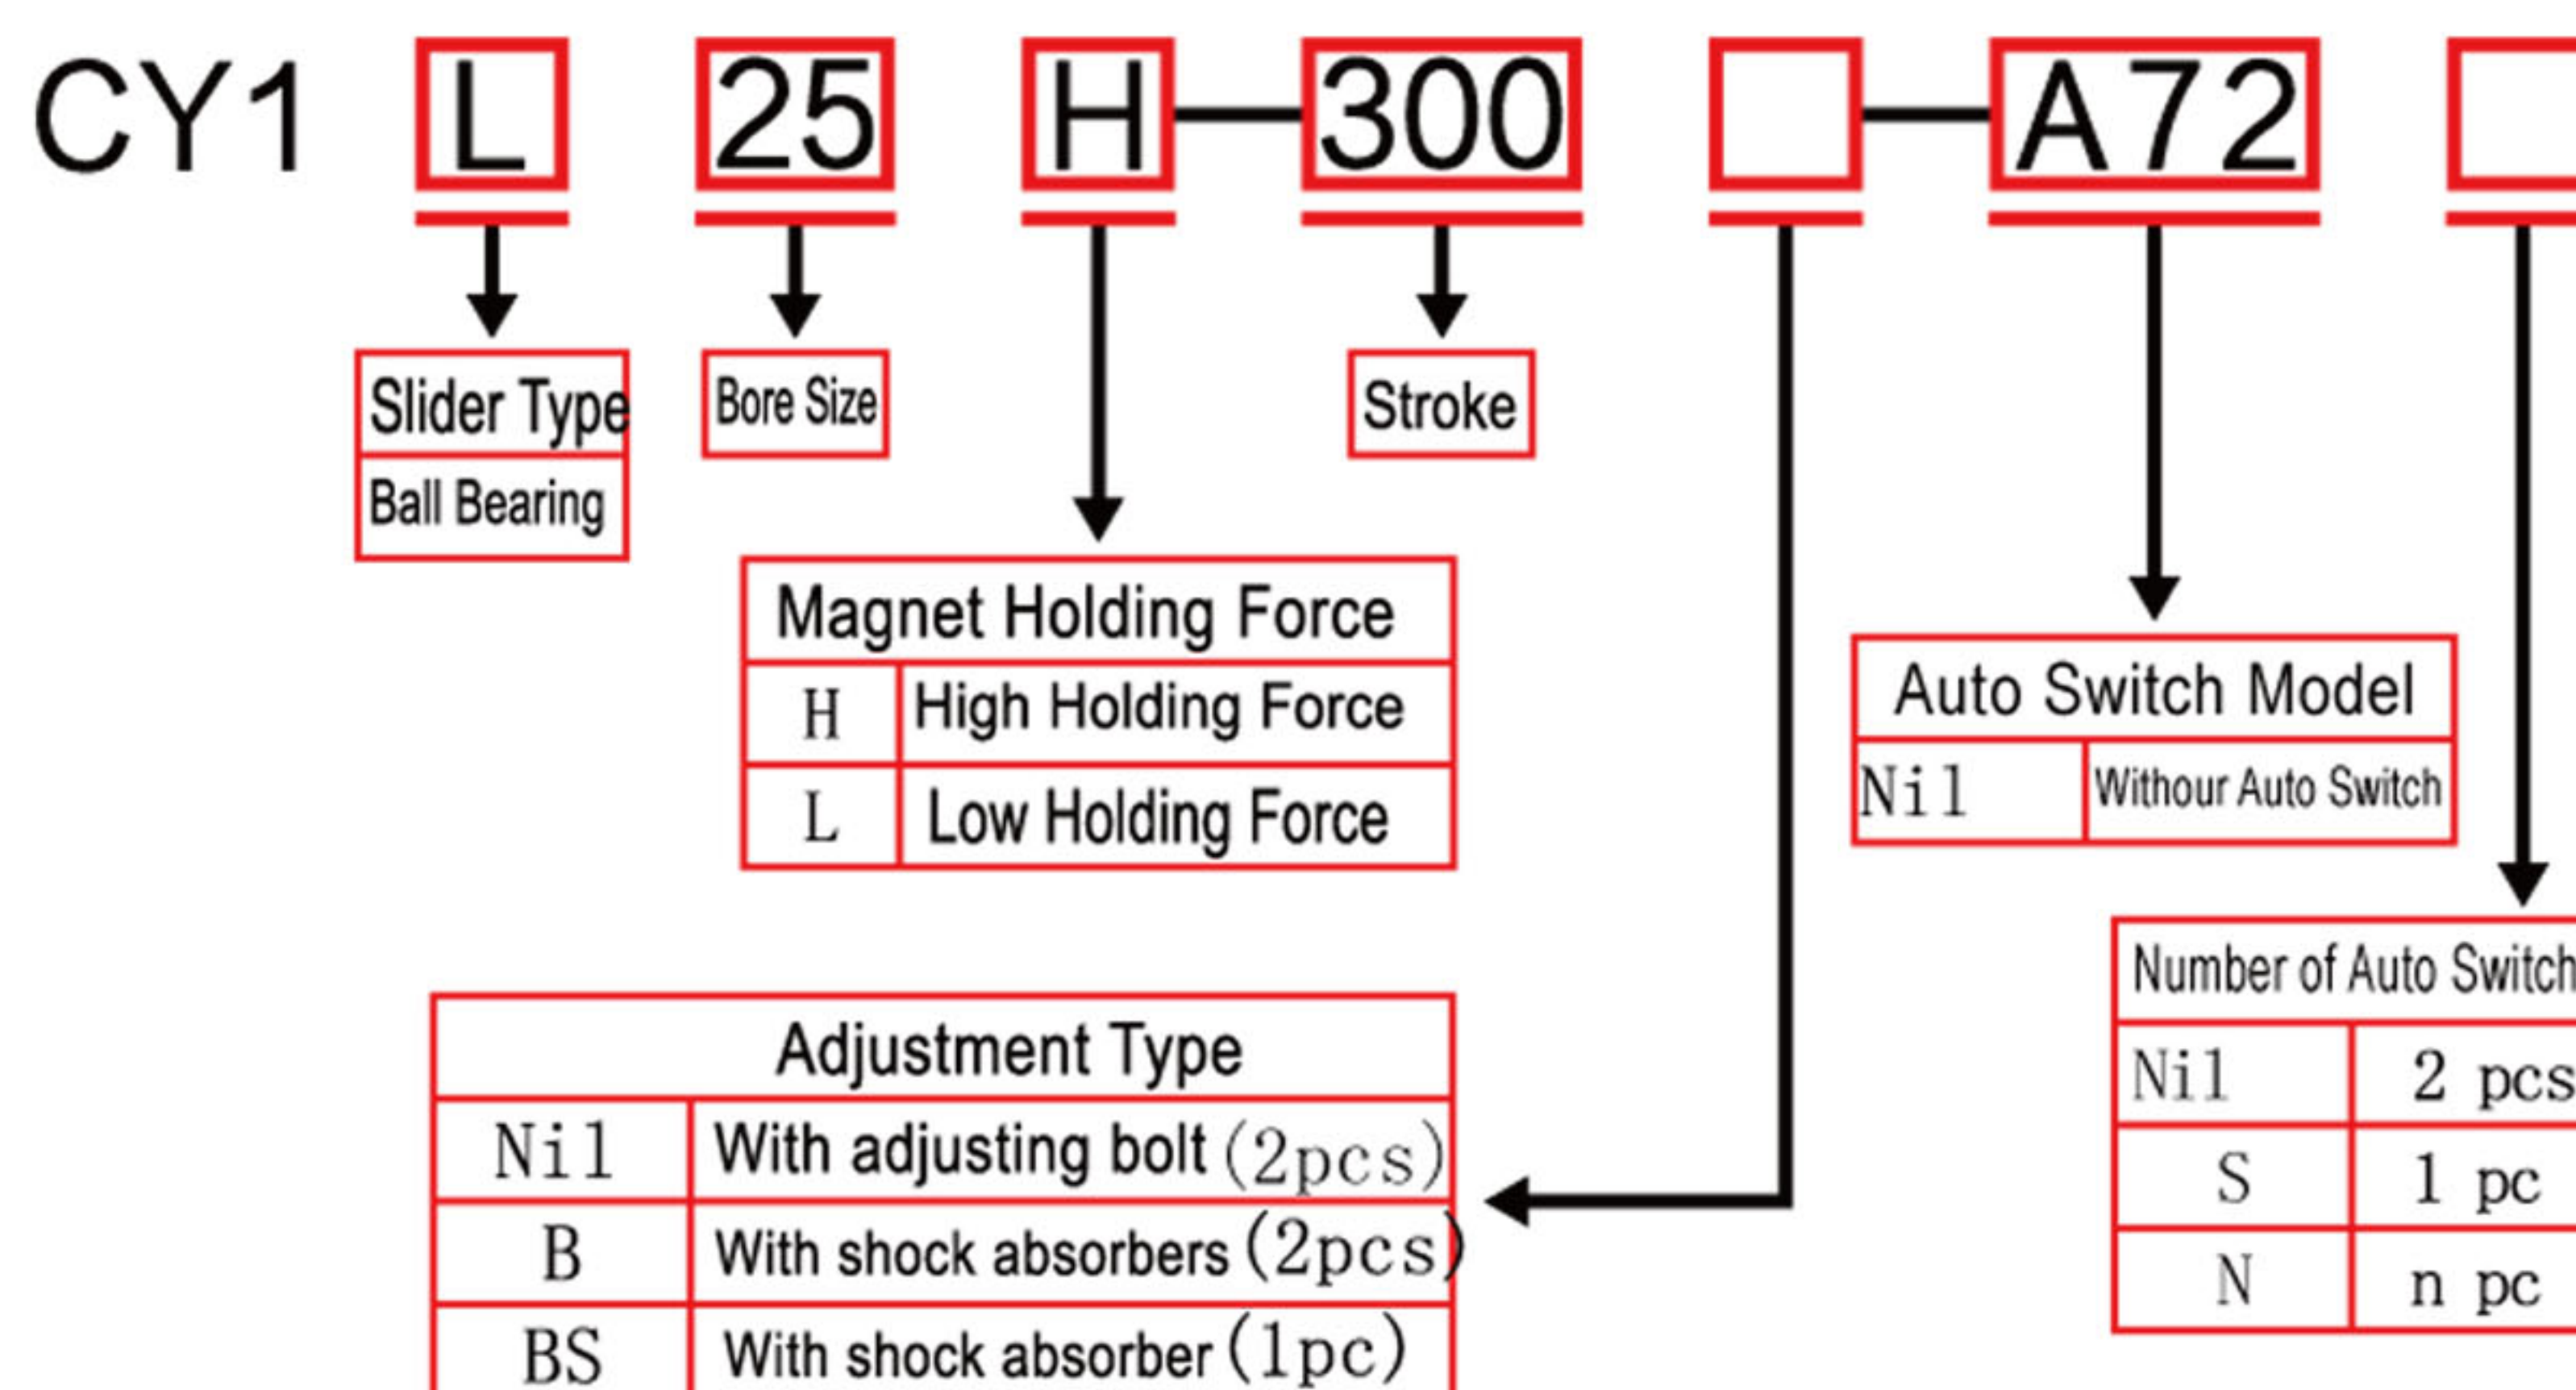 CY1 L 25 H 300 A72
Slider Type
Ball Bearing
Bore Size
Stroke
Magnet Holding Force
H High Holding Force
L Low Holding Force
Auto Switch Model
Nil Withour Auto Switch
Number of Auto Switch
Nil 2 pcs
S 1 pc
N n pc
Adjustment Type
Nil With adjusting bolt (2pcs)
B With shock absorbers (2pcs)
BS With shock absorber (1pc)